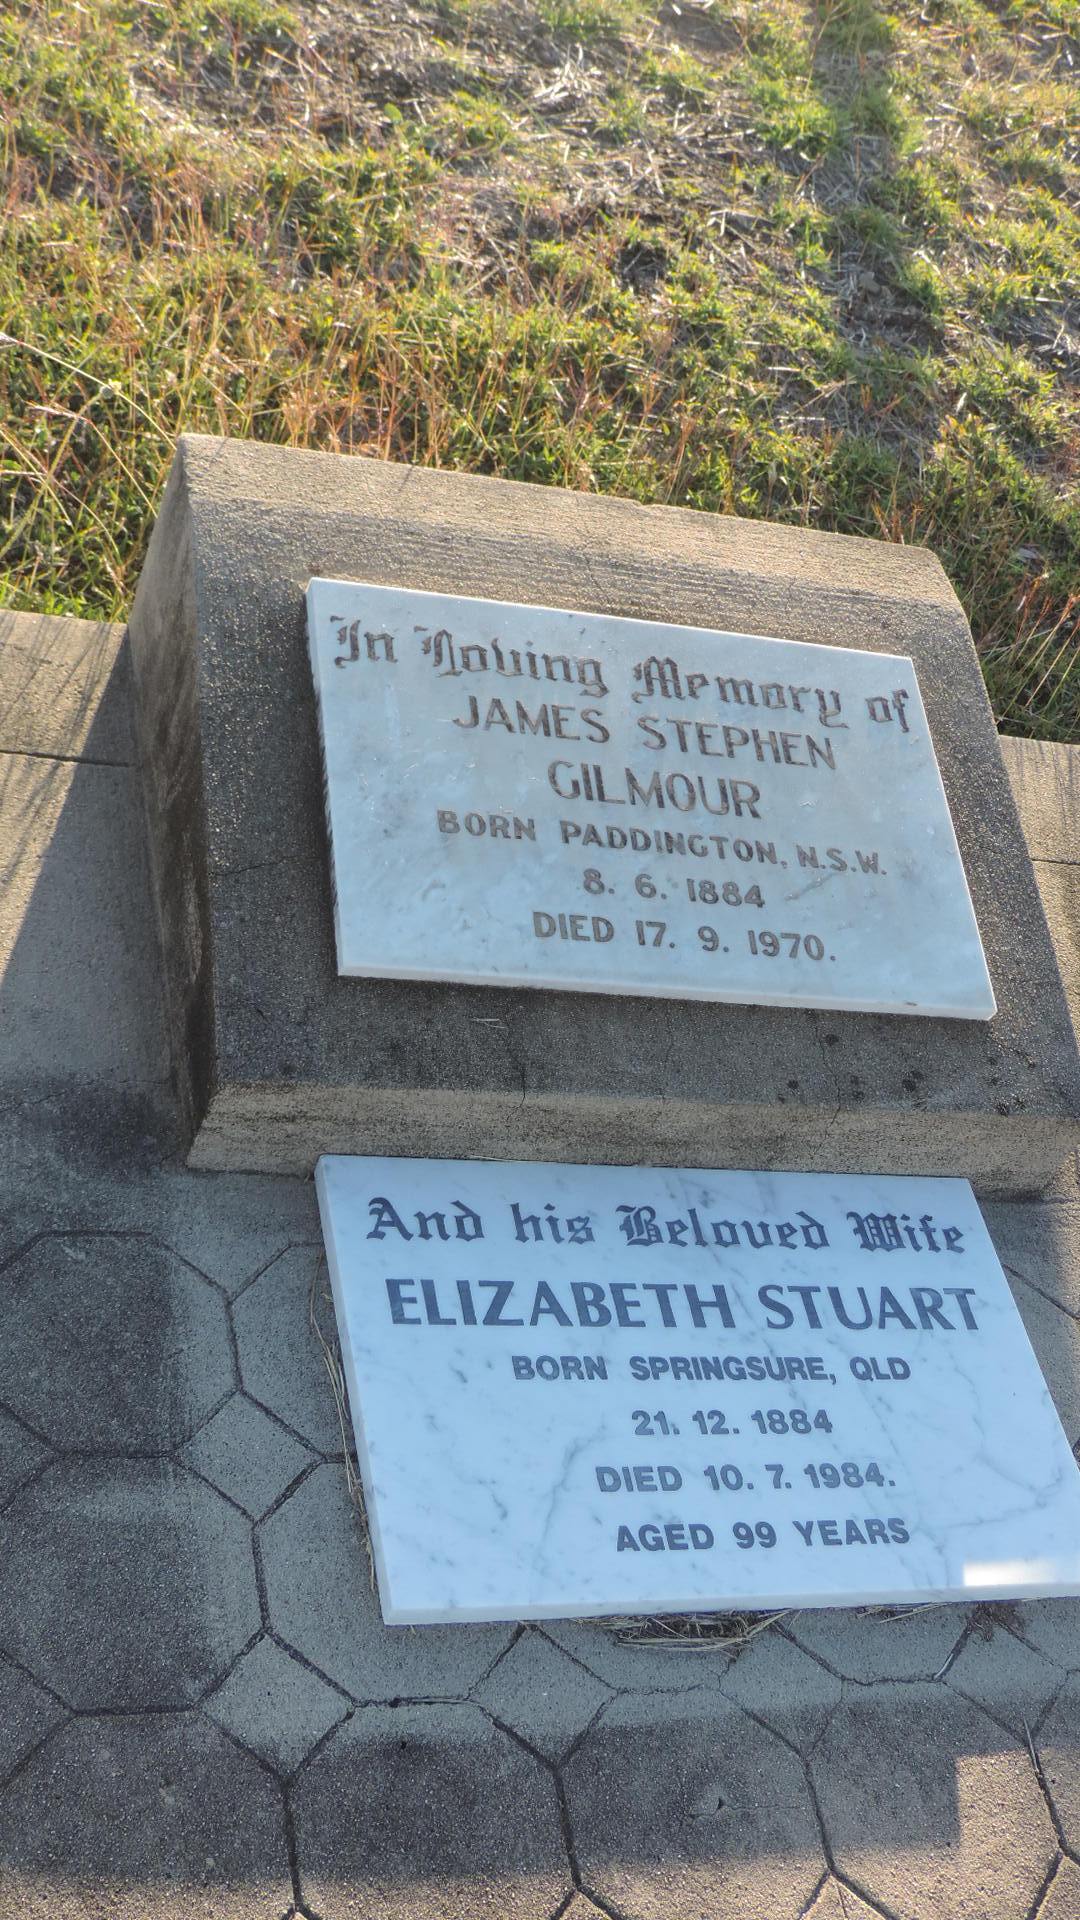 In Loving Memory of
JAMES STEPHEN
GILMOUR
BORN PADDINGTON, N.S.W.
8. 6. 1884
DIED 17. 9. 1970.
And his Beloved Wife
ELIZABETH STUART
BORN SPRINGSURE, QLD
21. 12. 1884
DIED 10. 7. 1984.
AGED 99 YEARS